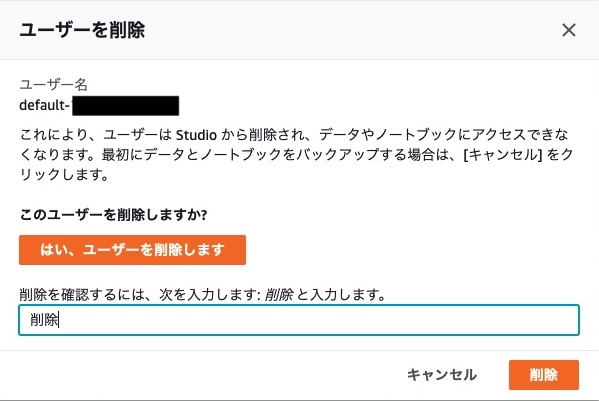 ユーザーを削除
ユーザー名
default-
これにより、ユーザーは Studio から削除され、データやノートブックにアクセスできな
くなります。最初にデータとノートブックをバックアップする場合は、[キャンセル] をク
リックします。
このユーザーを削除しますか?
はい、ユーザーを削除します
削除を確認するには、次を入力します: 削除 と入力します。
削除
キャンセル 削除